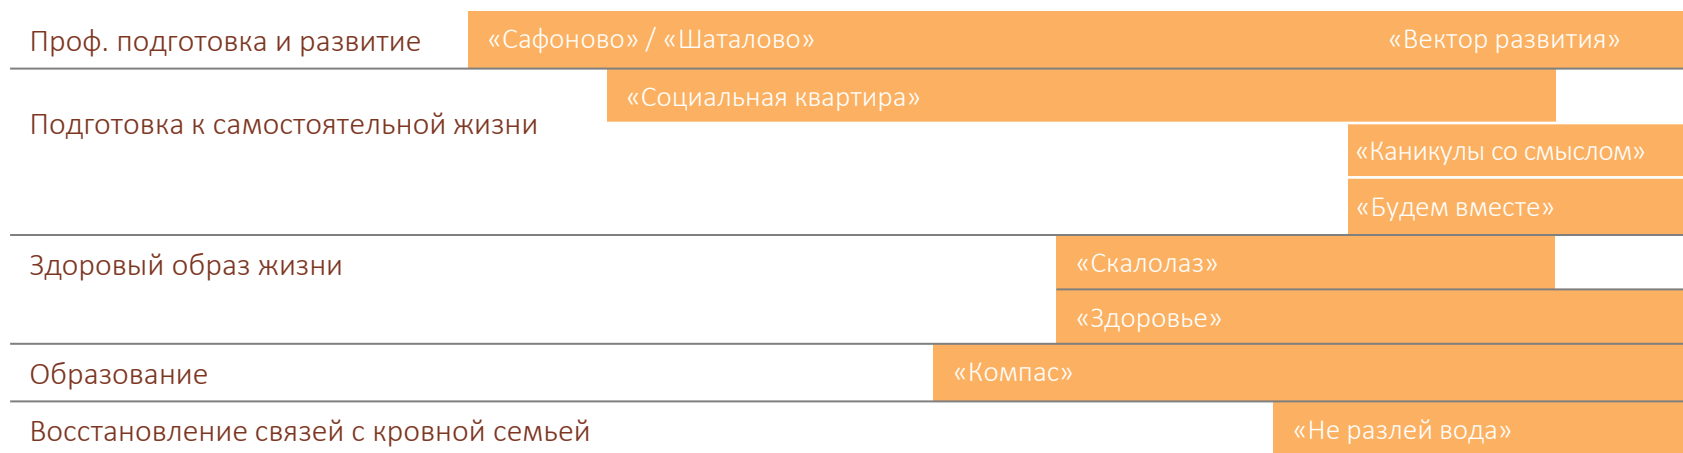 Проф. подготовка и развитие
«Сафоново» / «Шаталово»
«Вектор развития»
«Социальная квартира»
Подготовка к самостоятельной жизни
«Каникулы со смыслом»
«Будем вместе»
Здоровый образ жизни
«Скалолаз»
«Здоровье»
Образование
«Компас»
Восстановление связей с кровной семьей
«Не разлей вода»